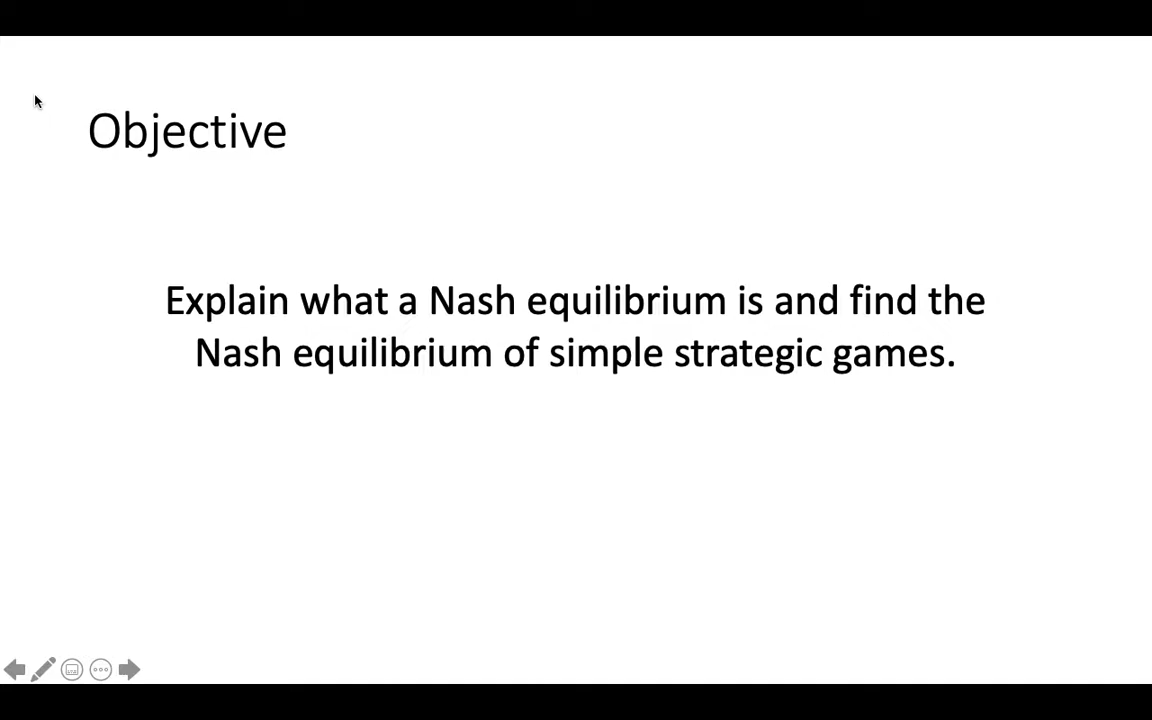 Objective
Explain what a Nash equilibrium is and find the
Nash equilibrium of simple strategic games.